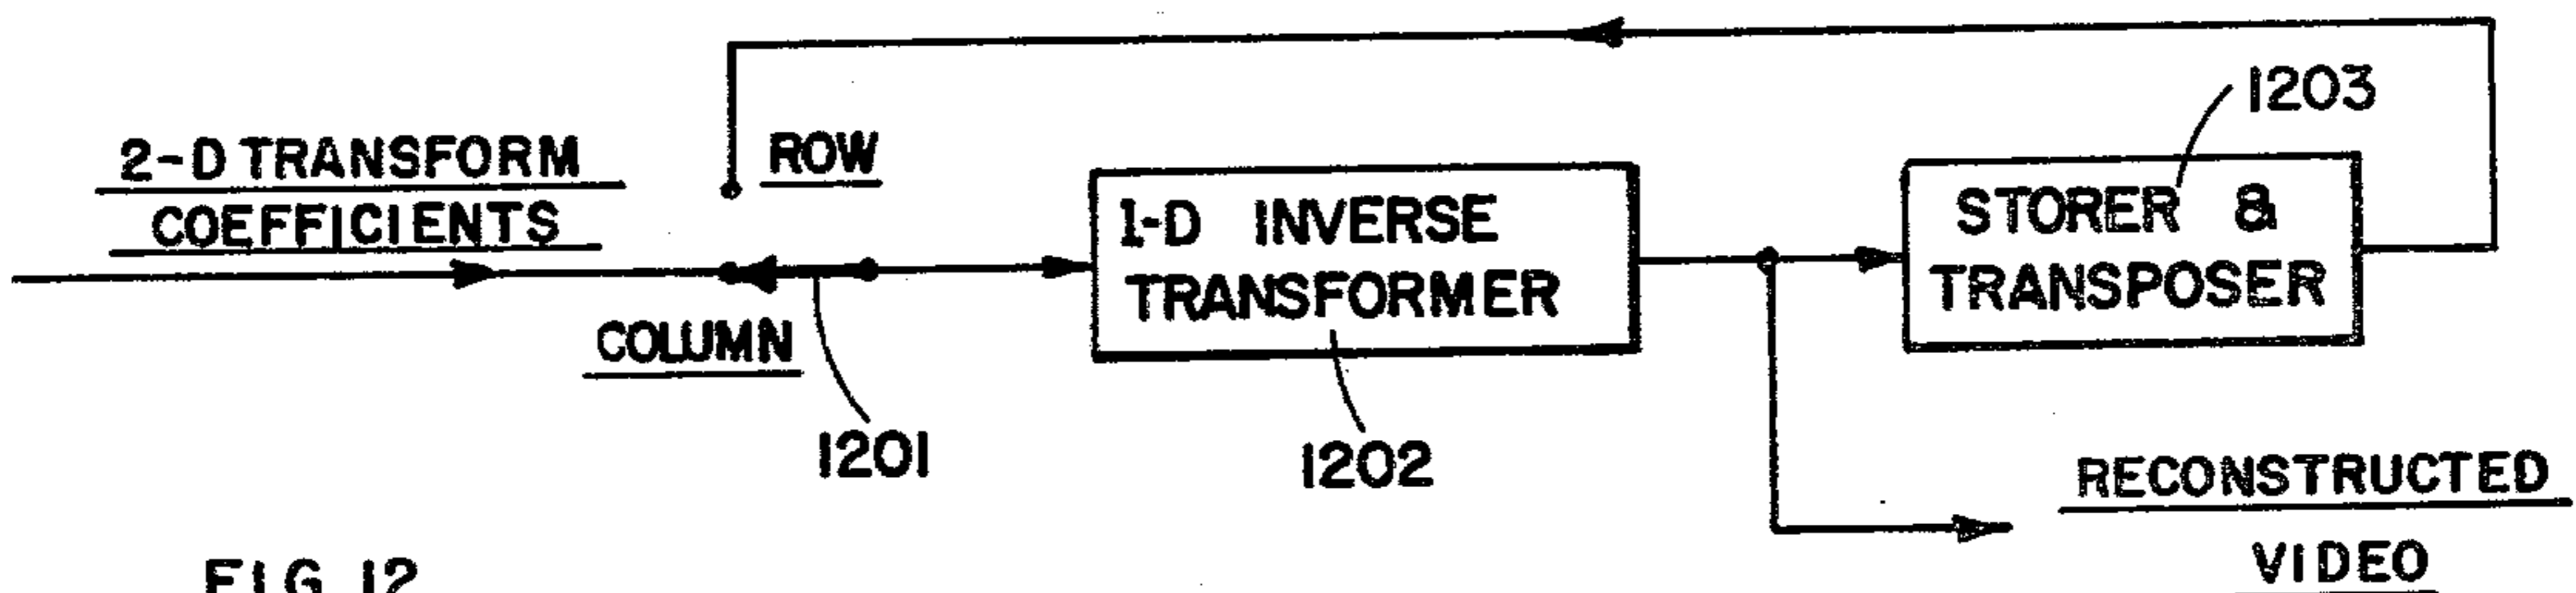 2-D TRANSFORM
COEFFICIENTS
ROW
COLUMN
1201
1-D INVERSE
TRANSFORMER
1202
1203
STORER &
TRANSPOSER
RECONSTRUCTED
VIDEO
FIG. 12